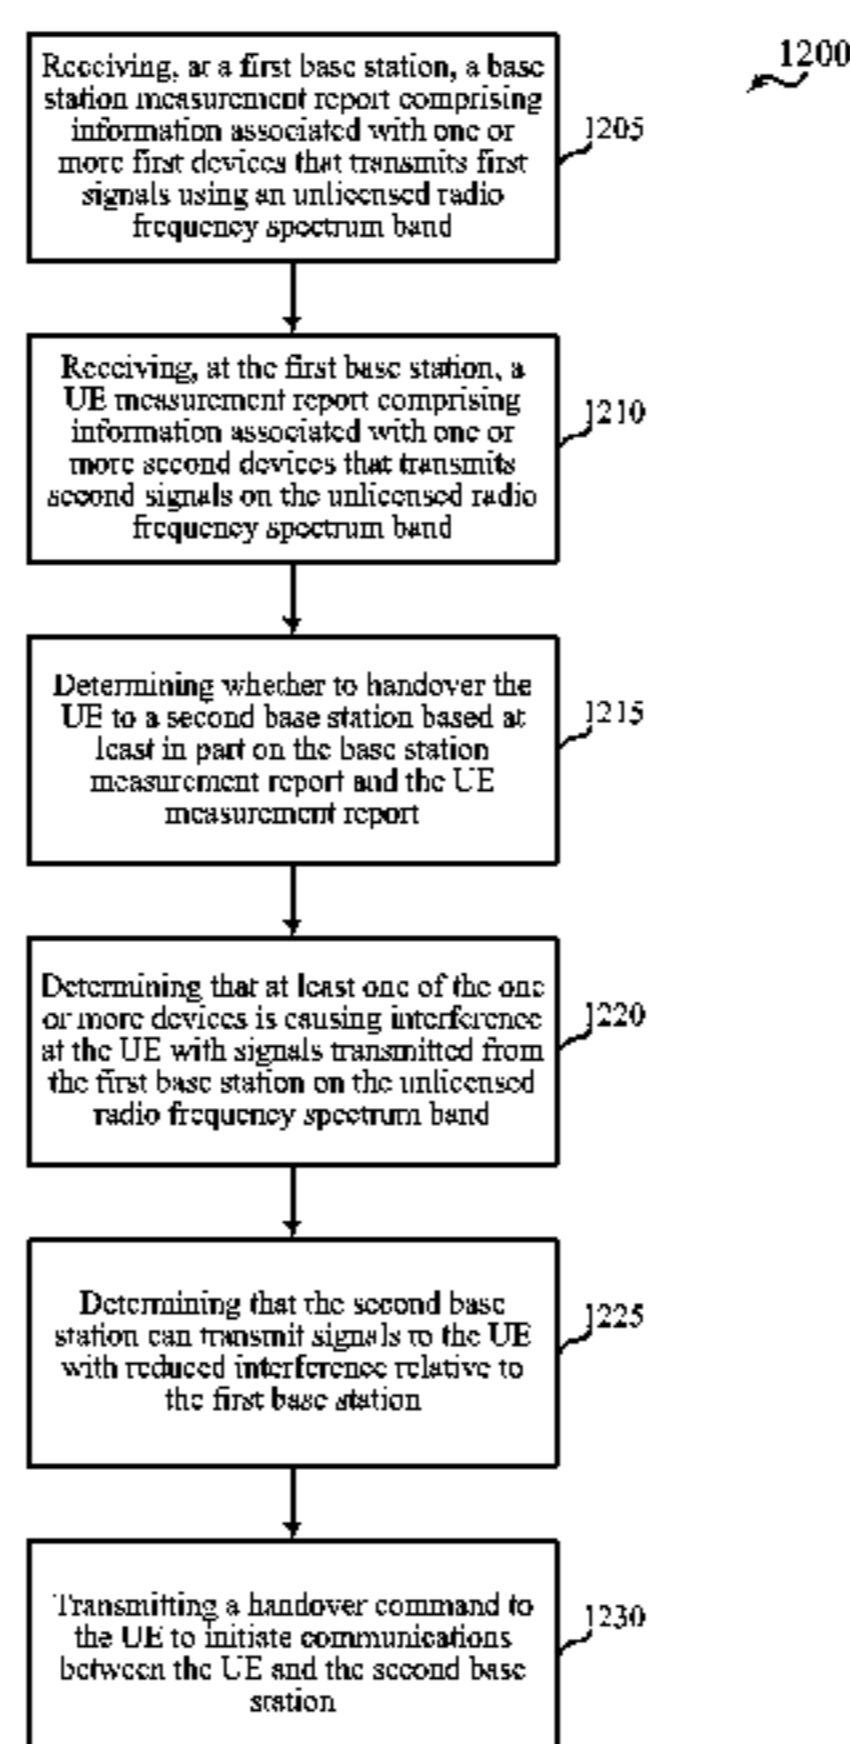 1200
Receiving, at a first base station, a base
station measurement report comprising
information associated with one or
more first devices that transmits first
signals using an unlicensed radio
frequency spectrum band
1205
Receiving, at the first base station, a
UE measurement report comprising
information associated with one or
more second devices that transmits
second signals on the unlicensed radio
frequency spectrum band
1210
Determining whether to handover the
UE to a second base station based at
least in part on the base station
measurement report and the UE
measurement report
1215
Determining that at least one of the one
or more devices is causing interference
at the UE with signals transmitted from
the first base station on the unlicensed
radio frequency spectrum band
1220
Determining that the second base
station can transmit signals to the UE
with reduced interference relative to
the first base station
1225
Transmitting a handover command to
the UE to initiate communications
between the UE and the second base
station
1230